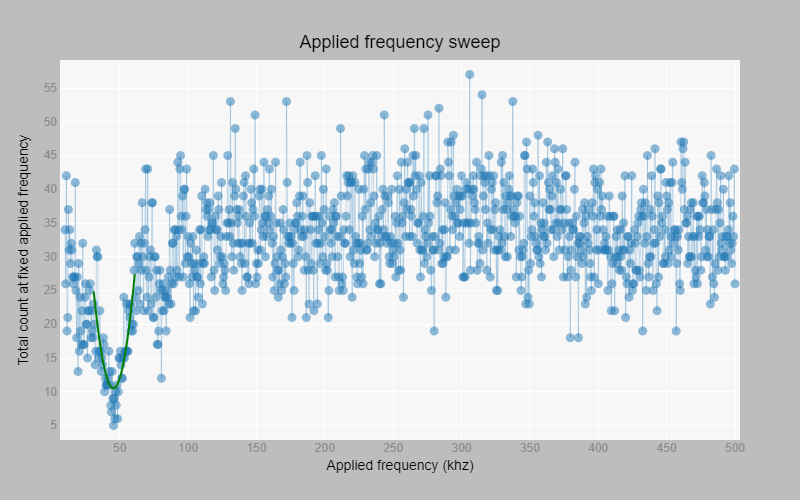 Applied frequency sweep
Total count at fixed applied frequency
55
50
45
40
35
30
25
20
15
10
5
50 100 150 200 250 300 350 400 450 500
Applied frequency (khz)